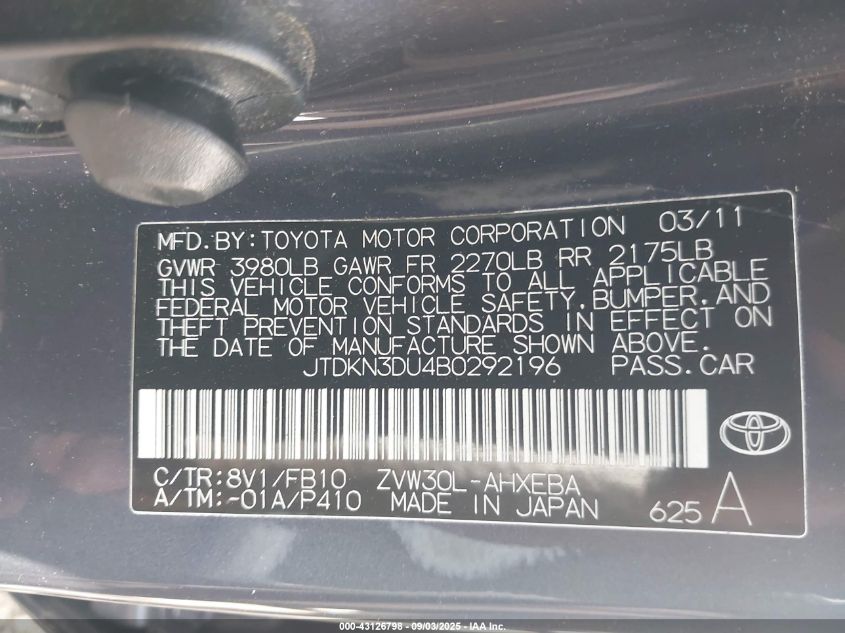 MFD.BY:TOYOTA MOTOR CORPORATION 03/11
GVWR 3980LB GAWR FR 2270LB RR 2175LB
THIS VEHICLE CONFORMS TO ALL APPLICABLE
FEDERAL MOTOR VEHICLE SAFETY,BUMPER,AND
THEFT PREVENTION STANDARDS IN EFFECT ON
THE DATE OF MANUFACTURE SHOWN ABOVE.
JTDKN3DU4B0292196 PASS.CAR
C/TR:8V1/FB10 ZVW30L-AHXEBA
A/TM:-01A/P410 MADE IN JAPAN 625 A
000-43126798 - 09/03/2025 - IAA Inc.